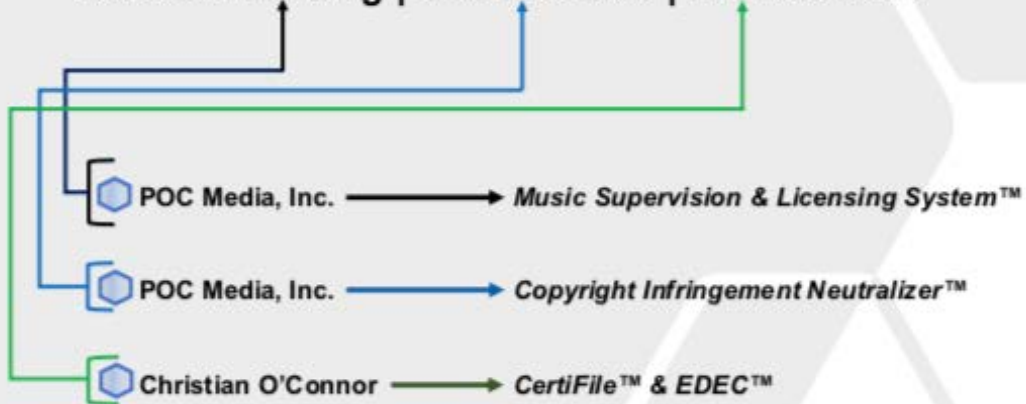 POC Media, Inc. Music Supervision & Licensing System™
POC Media, Inc. Copyright Infringement Neutralizer™
Christian O'Connor CertiFile™ & EDEC™